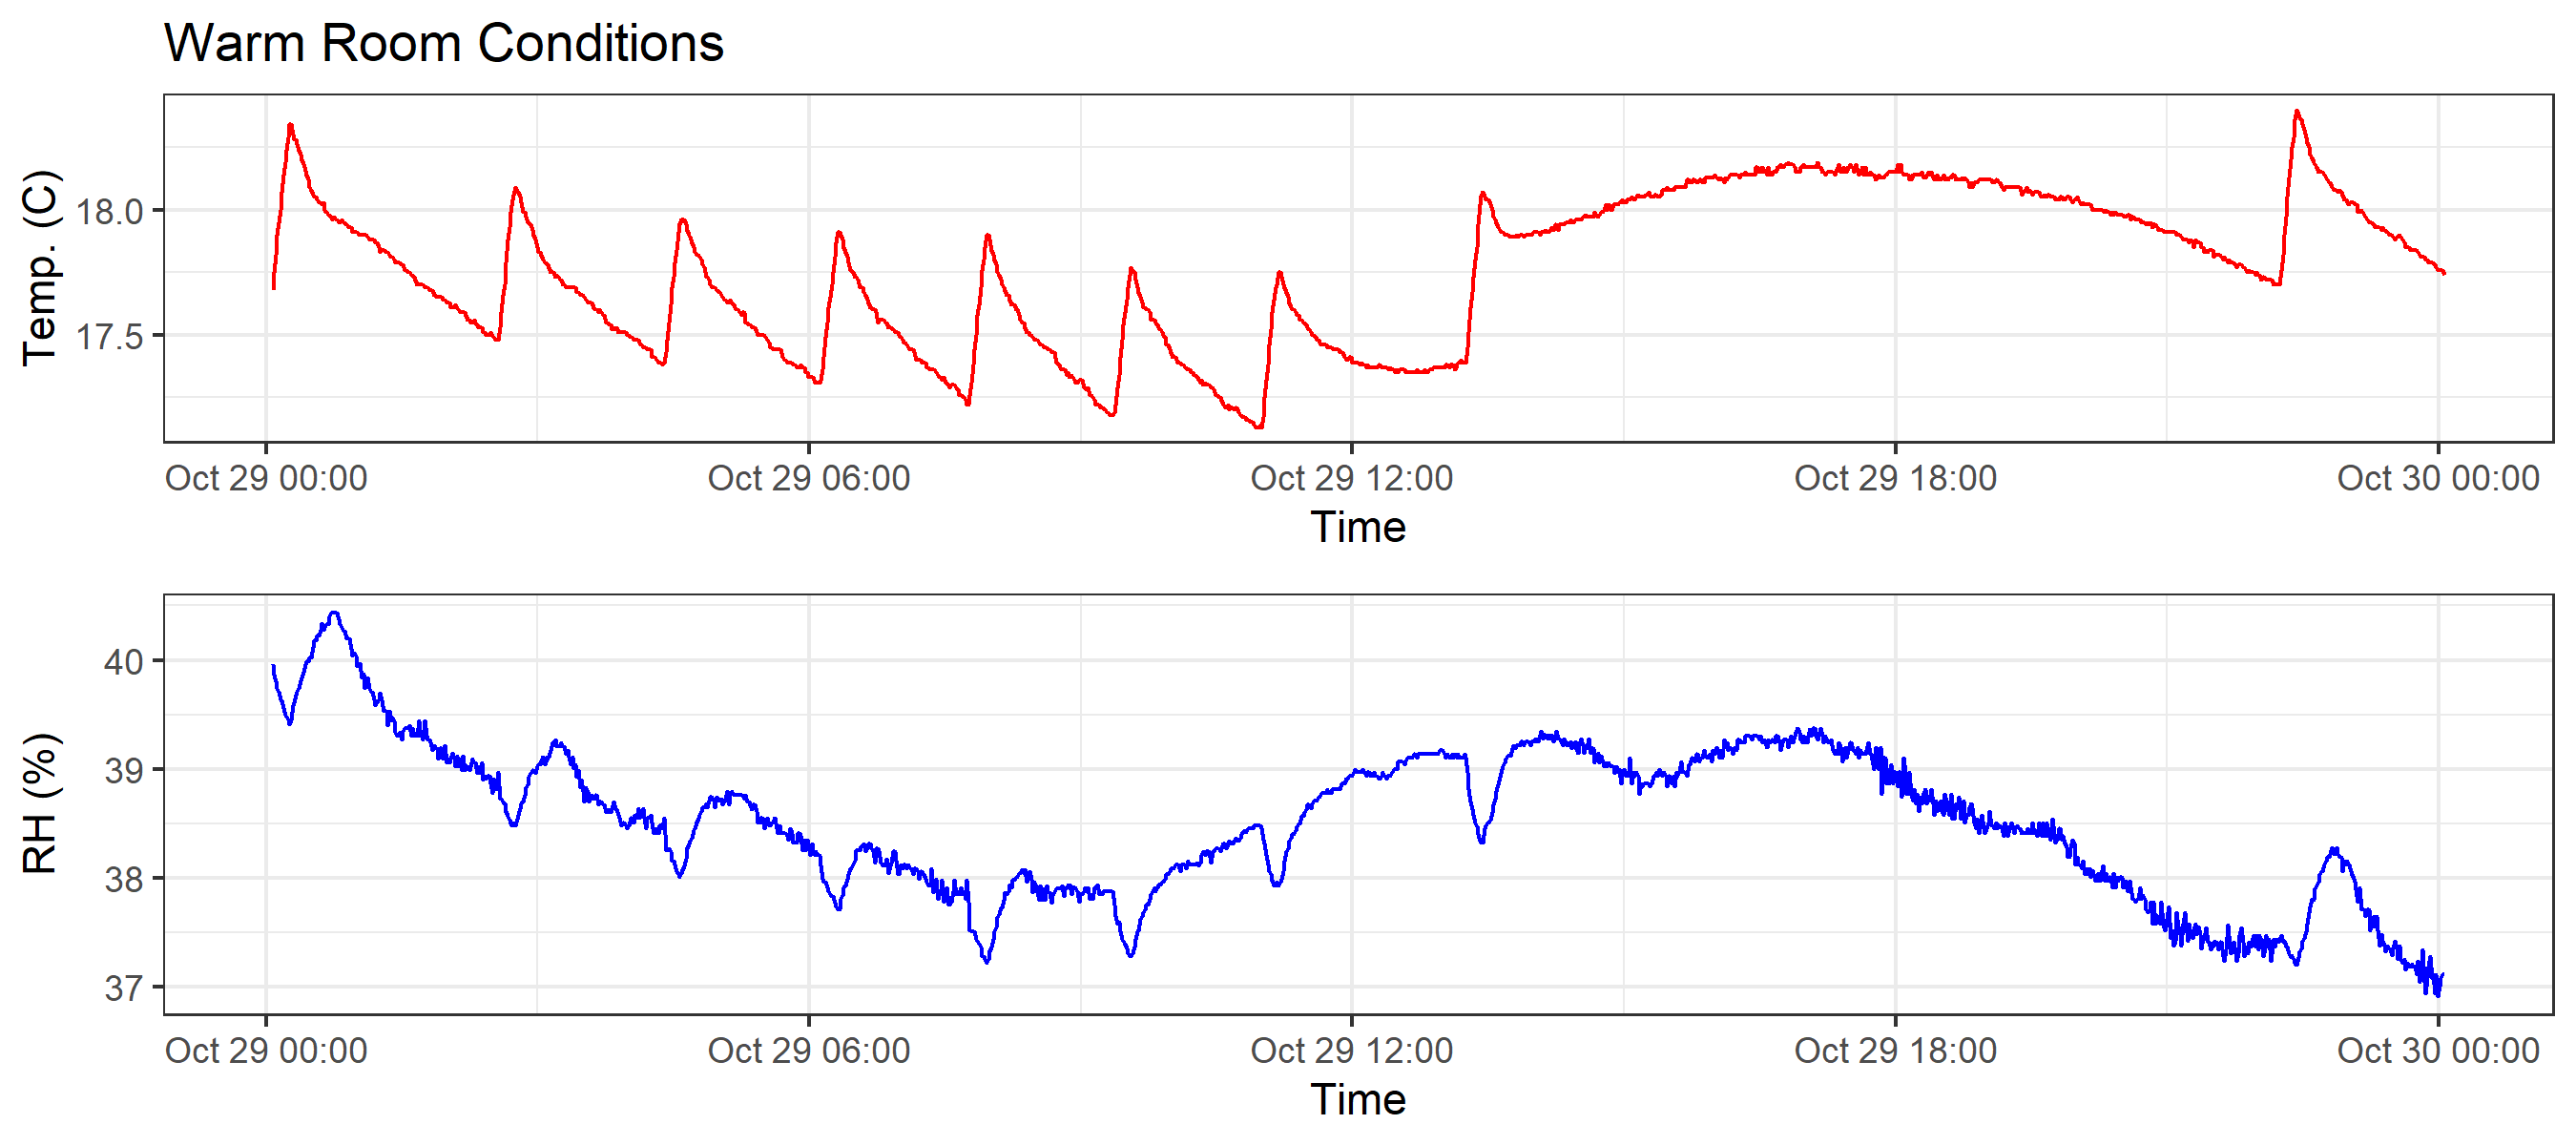 Warm Room Conditions
Temp. (C)
18.0
17.5
Oct 29 00:00 Oct 29 06:00 Oct 29 12:00 Oct 29 18:00 Oct 30 00:00
Time
RH (%)
40
39
38
37
Oct 29 00:00 Oct 29 06:00 Oct 29 12:00 Oct 29 18:00 Oct 30 00:00
Time